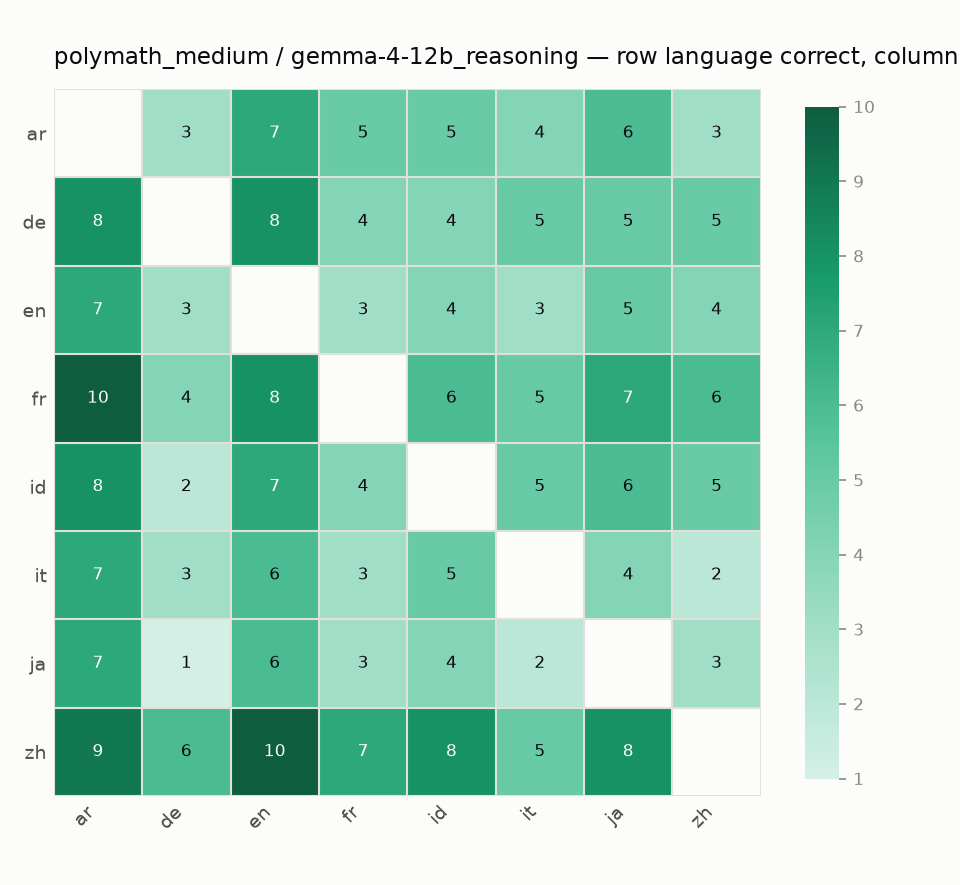 polymath_medium / gemma-4-12b_reasoning — row language correct, column
ar 3 7 5 5 4 6 3
de 8 8 4 4 5 5 5
en 7 3 3 4 3 5 4
fr 10 4 8 6 5 7 6
id 8 2 7 4 5 6 5
it 7 3 6 3 5 4 2
ja 7 1 6 3 4 2 3
zh 9 6 10 7 8 5 8
ar de en fr id it ja zh
10
9
8
7
6
5
4
3
2
1